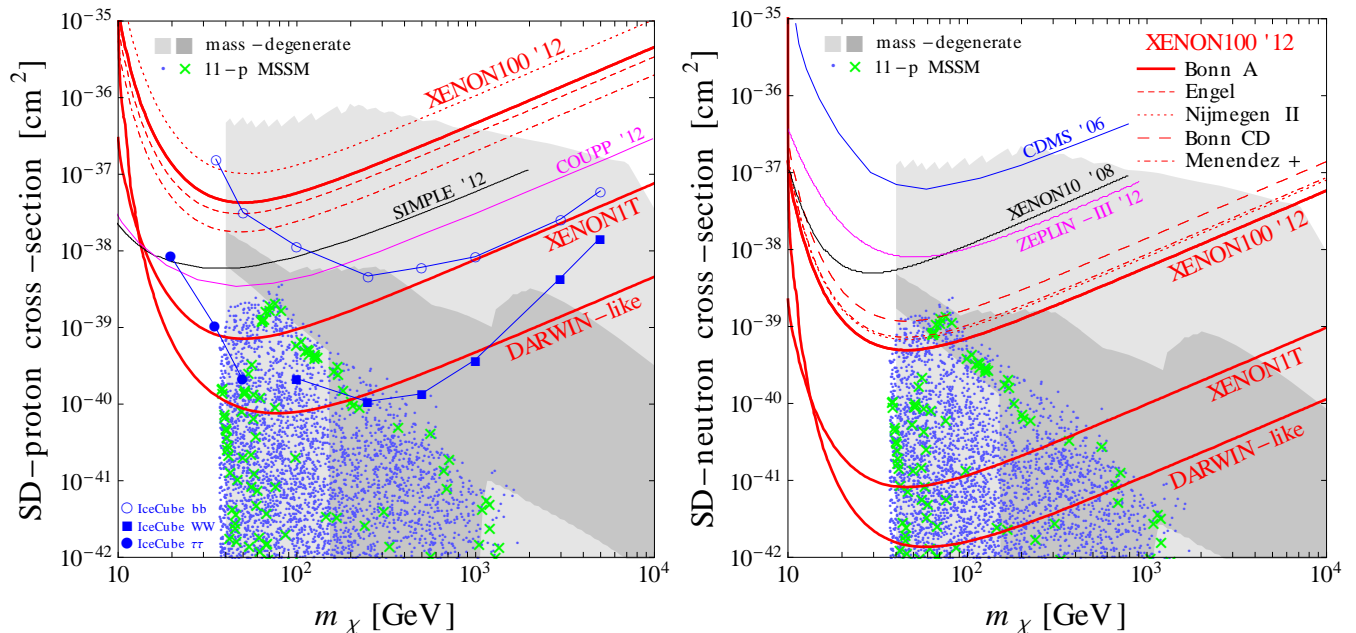 mass-degenerate
11-p MSSM
XENON100 '12
COUPP '12
SIMPLE '12
XENON1T
DARWIN-like
IceCube bb
IceCube WW
IceCube ττ
SD-proton cross-section [cm²]
10⁻³⁵
10⁻³⁶
10⁻³⁷
10⁻³⁸
10⁻³⁹
10⁻⁴⁰
10⁻⁴¹
10⁻⁴²
10
10²
10³
10⁴
m_χ [GeV]
mass-degenerate
11-p MSSM
XENON100 '12
Bonn A
Engel
Nijmegen II
Bonn CD
Menendez +
CDMS '06
XENON10 '08
ZEPLIN-III '12
XENON100 '12
XENON1T
DARWIN-like
SD-neutron cross-section [cm²]
10⁻³⁵
10⁻³⁶
10⁻³⁷
10⁻³⁸
10⁻³⁹
10⁻⁴⁰
10⁻⁴¹
10⁻⁴²
10
10²
10³
10⁴
m_χ [GeV]